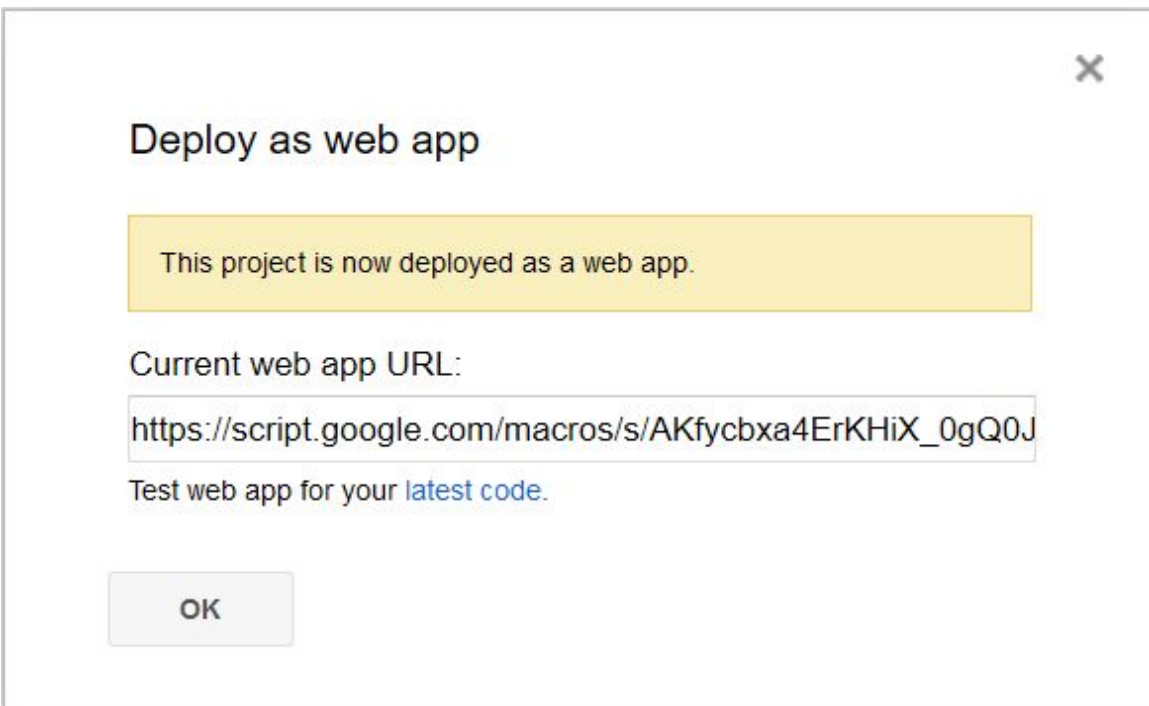 Deploy as web app
This project is now deployed as a web app.
Current web app URL:
https://script.google.com/macros/s/AKfycbxa4ErKHiX_0gQ0J
Test web app for your latest code.
OK